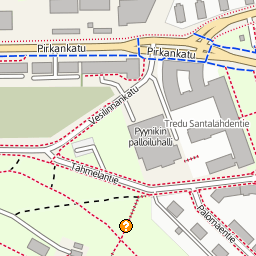 Pirkankatu
Pirkankatu
Vesilinnankatu
Tredu Santalahdentie
Pyynikin
palloiluhalli
Tahmelantie
Palomäentie
?